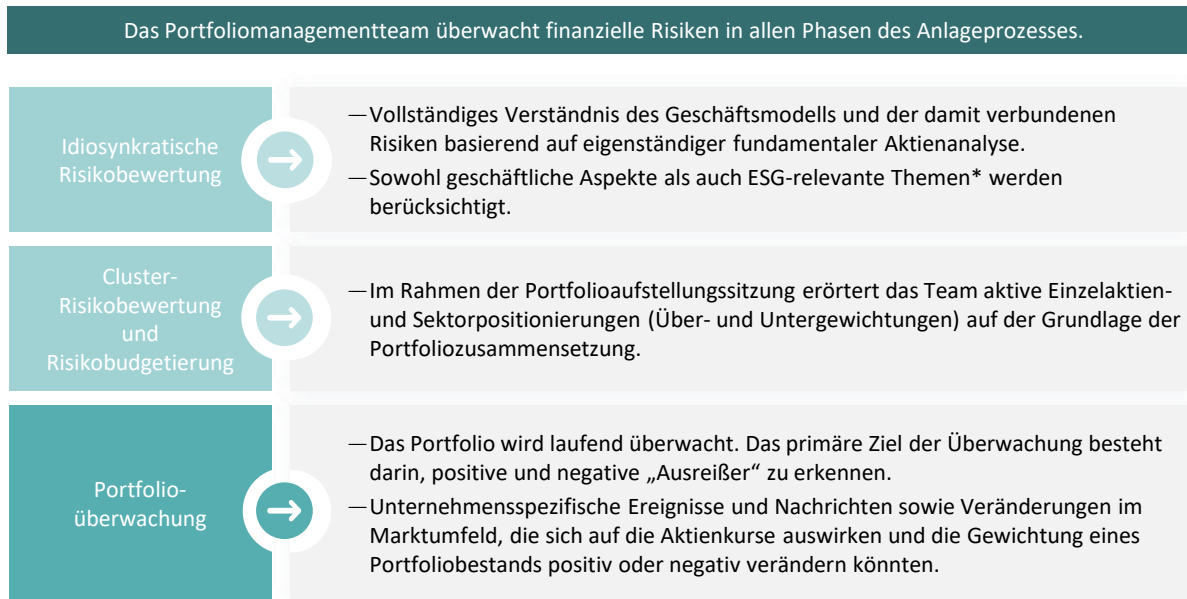 Das Portfoliomanagementteam überwacht finanzielle Risiken in allen Phasen des Anlageprozesses.
Idiosynkratische
Risikobewertung
—Vollständiges Verständnis des Geschäftsmodells und der damit verbundenen
Risiken basierend auf eigenständiger fundamentaler Aktienanalyse.
—Sowohl geschäftliche Aspekte als auch ESG-relevante Themen* werden
berücksichtigt.
Cluster-
Risikobewertung
und
Risikobudgetierung
—Im Rahmen der Portfolioaufstellungssitzung erörtert das Team aktive Einzelaktien-
und Sektorpositionierungen (Über- und Untergewichtungen) auf der Grundlage der
Portfoliozusammensetzung.
Portfolio-
überwachung
—Das Portfolio wird laufend überwacht. Das primäre Ziel der Überwachung besteht
darin, positive und negative „Ausreißer“ zu erkennen.
—Unternehmensspezifische Ereignisse und Nachrichten sowie Veränderungen im
Marktumfeld, die sich auf die Aktienkurse auswirken und die Gewichtung eines
Portfoliobestands positiv oder negativ verändern könnten.